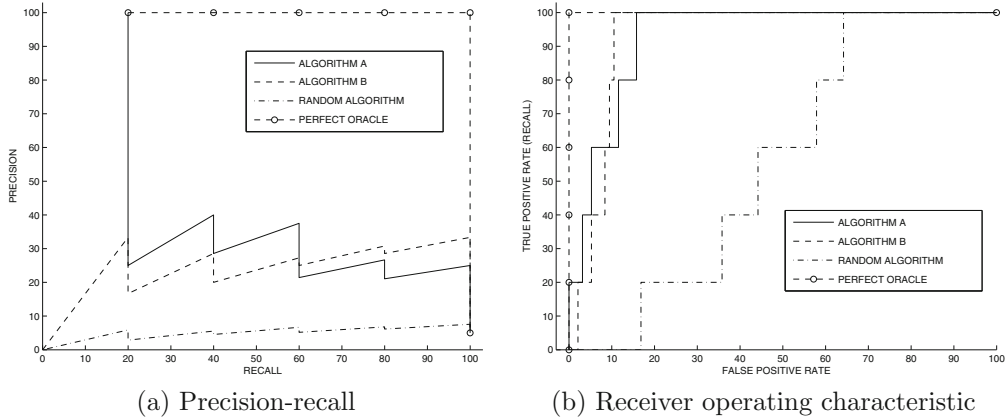 100
90
80
70
60
50
40
30
20
10
0
PRECISION
ALGORITHM A
ALGORITHM B
RANDOM ALGORITHM
PERFECT ORACLE
0 10 20 30 40 50 60 70 80 90 100
RECALL
(a) Precision-recall
100
90
80
70
60
50
40
30
20
10
0
TRUE POSITIVE RATE (RECALL)
ALGORITHM A
ALGORITHM B
RANDOM ALGORITHM
PERFECT ORACLE
0 10 20 30 40 50 60 70 80 90 100
FALSE POSITIVE RATE
(b) Receiver operating characteristic